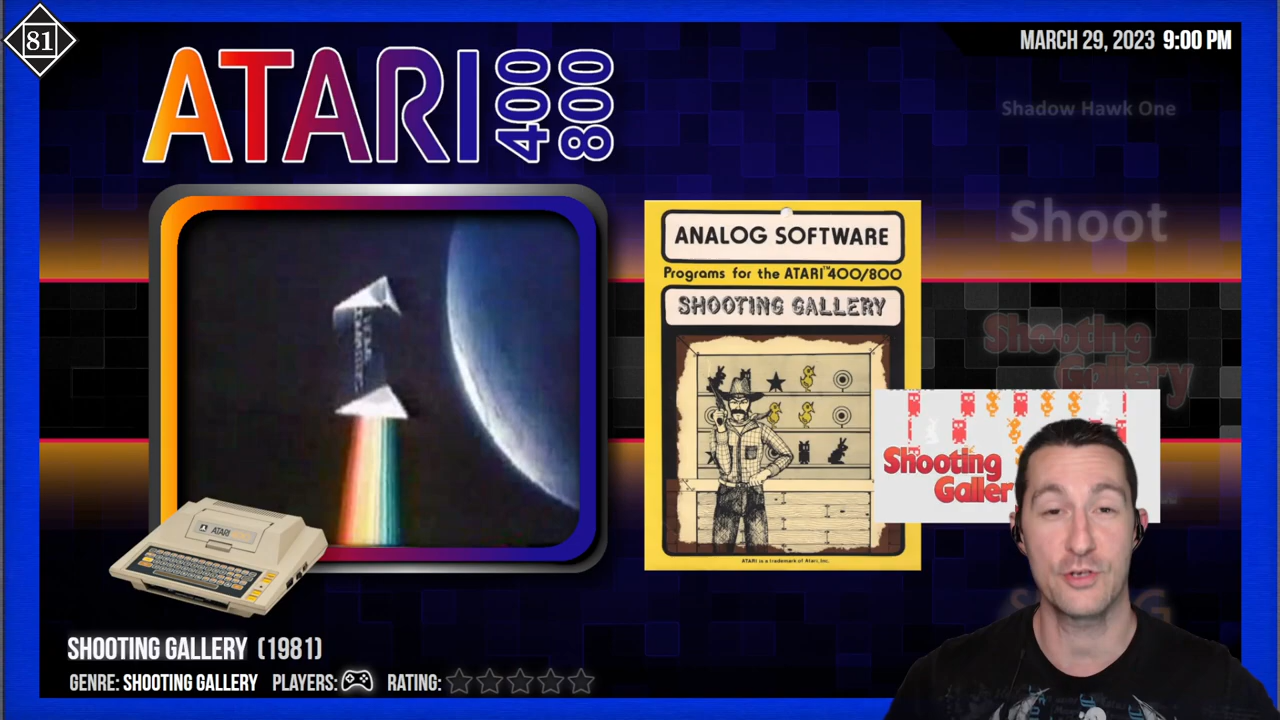 81
MARCH 29, 2023 9:00 PM
ATARI 400 800
Shadow Hawk One
Shoot
ANALOG SOFTWARE
Programs for the ATARI™400/800
SHOOTING GALLERY
Shooting
Gallery
Shooting
Galler
ATARI
ATARI is a trademark of Atari, Inc.
SHOOTING GALLERY (1981)
GENRE: SHOOTING GALLERY PLAYERS: RATING: